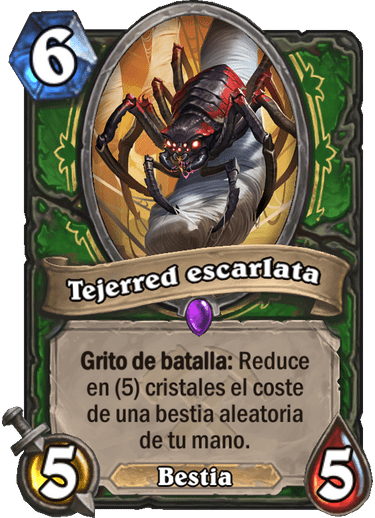 6
Tejerred escarlata
Grito de batalla: Reduce
en (5) cristales el coste
de una bestia aleatoria
de tu mano.
5
Bestia
5